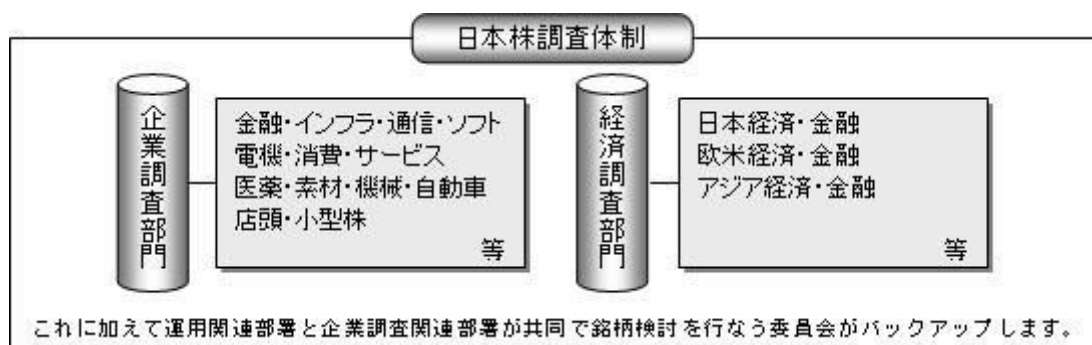 日本株調査体制
企業調査部門
金融・インフラ・通信・ソフト
電機・消費・サービス
医薬・素材・機械・自動車
店頭・小型株
等
経済調査部門
日本経済・金融
欧米経済・金融
アジア経済・金融
等
これに加えて運用関連部署と企業調査関連部署が共同で銘柄検討を行なう委員会がバックアップします。